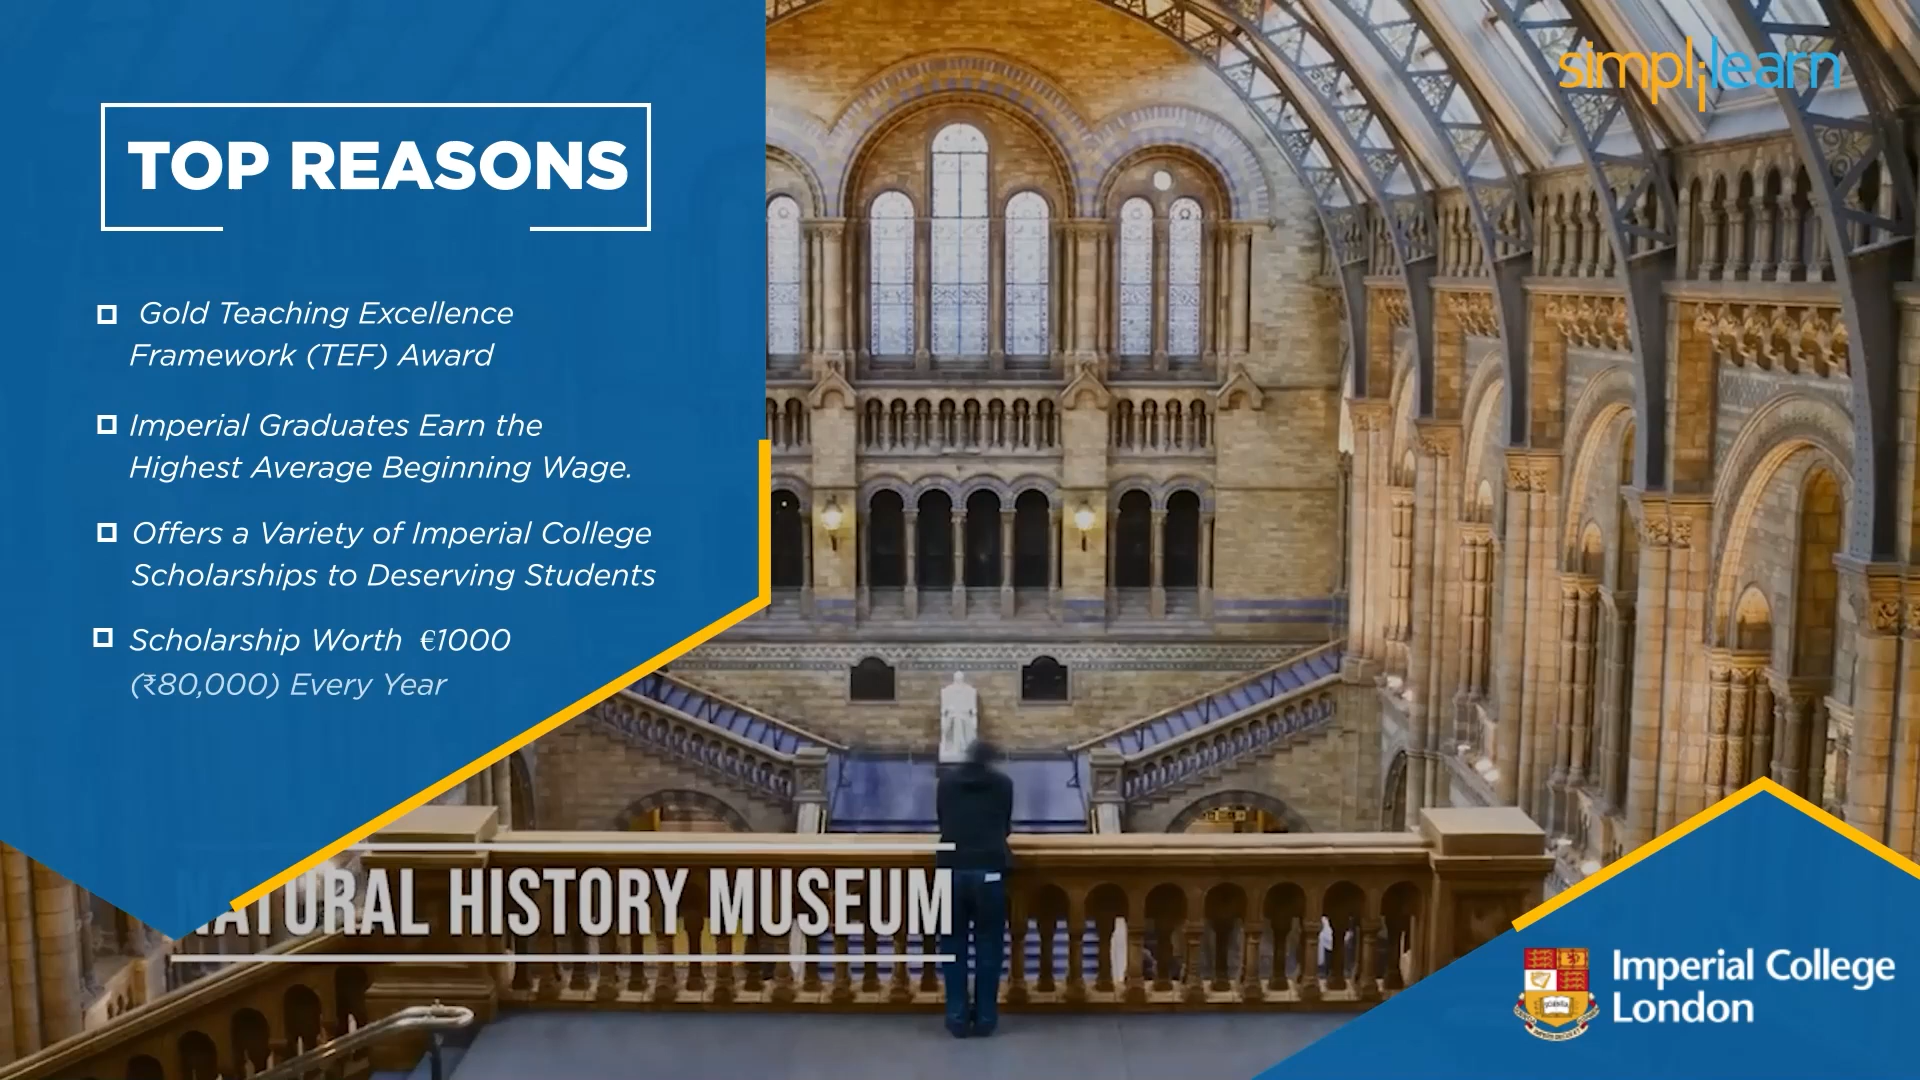 simplilearn
TOP REASONS
Gold Teaching Excellence
Framework (TEF) Award
Imperial Graduates Earn the
Highest Average Beginning Wage.
Offers a Variety of Imperial College
Scholarships to Deserving Students
Scholarship Worth €1000
(₹80,000) Every Year
NATURAL HISTORY MUSEUM
Imperial College
London